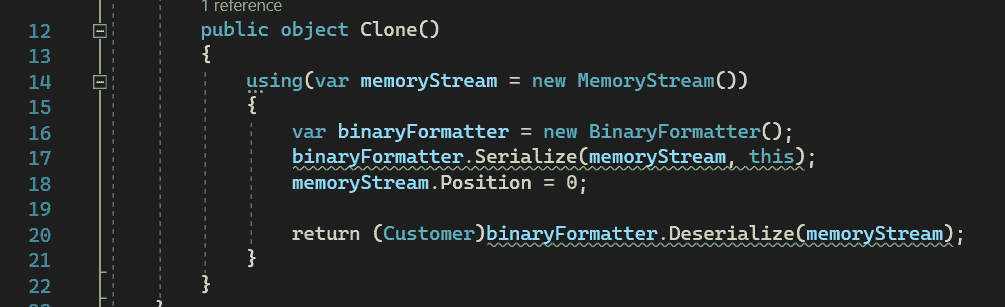 1 reference
12 public object Clone()
13 {
14 using(var memoryStream = new MemoryStream())
15 {
16 var binaryFormatter = new BinaryFormatter();
17 binaryFormatter.Serialize(memoryStream, this);
18 memoryStream.Position = 0;
19
20 return (Customer)binaryFormatter.Deserialize(memoryStream);
21 }
22 }
}